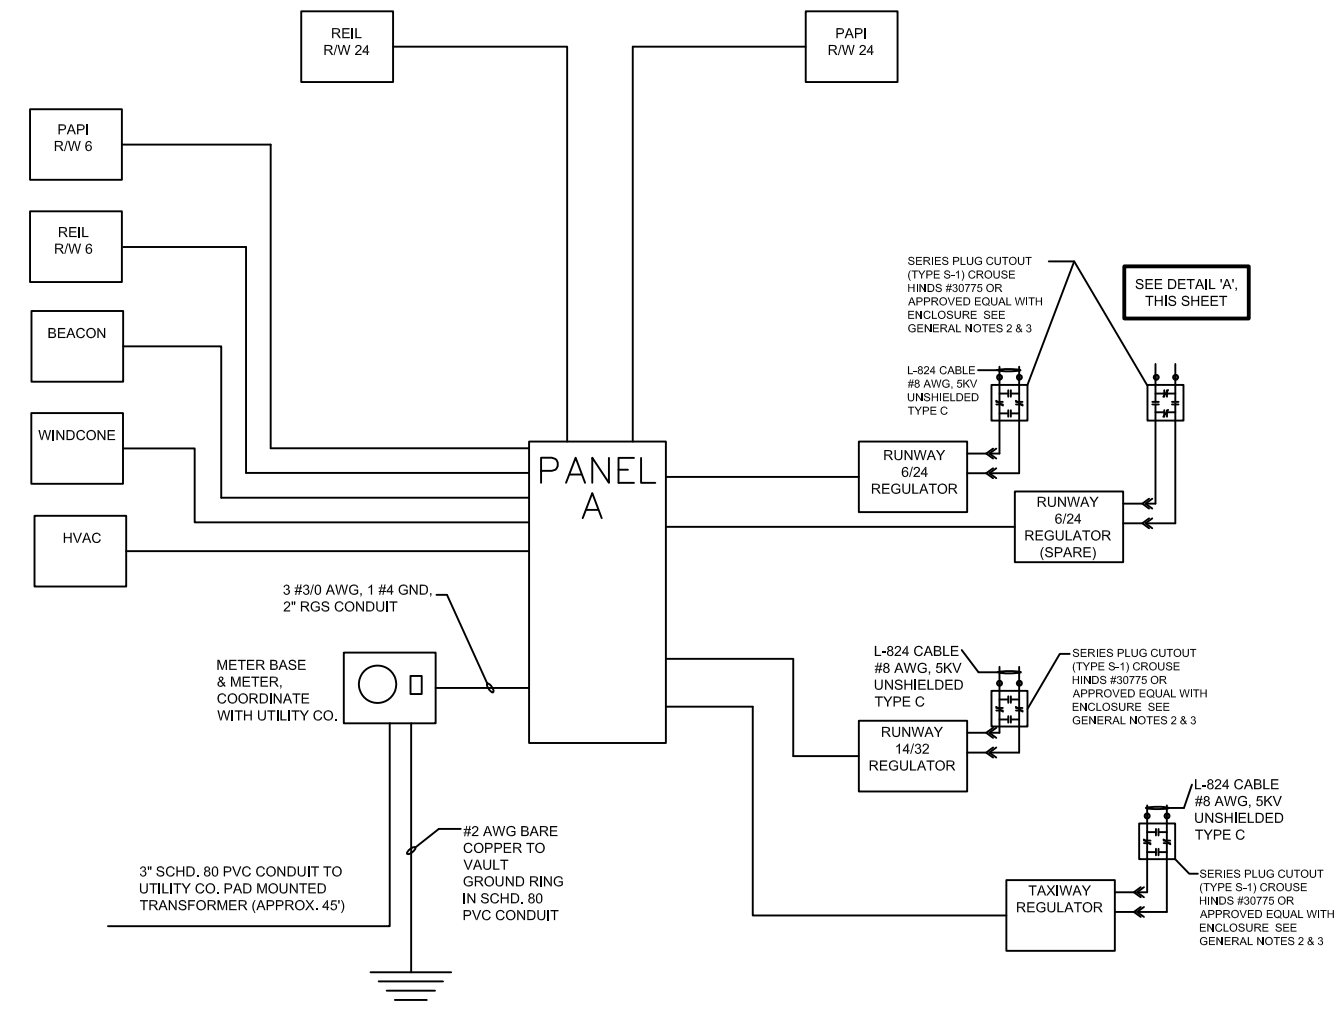 REIL
R/W 24
PAPI
R/W 24
PAPI
R/W 6
REIL
R/W 6
BEACON
WINDCONE
HVAC
PANEL
A
SERIES PLUG CUTOUT
(TYPE S-1) CROUSE
HINDS #30775 OR
APPROVED EQUAL WITH
ENCLOSURE SEE
GENERAL NOTES 2 & 3
SEE DETAIL 'A',
THIS SHEET
L-824 CABLE
#8 AWG, 5KV
UNSHIELDED
TYPE C
RUNWAY
6/24
REGULATOR
RUNWAY
6/24
REGULATOR
(SPARE)
3 #3/0 AWG, 1 #4 GND,
2" RGS CONDUIT
METER BASE
& METER,
COORDINATE
WITH UTILITY CO.
L-824 CABLE
#8 AWG, 5KV
UNSHIELDED
TYPE C
SERIES PLUG CUTOUT
(TYPE S-1) CROUSE
HINDS #30775 OR
APPROVED EQUAL WITH
ENCLOSURE SEE
GENERAL NOTES 2 & 3
RUNWAY
14/32
REGULATOR
L-824 CABLE
#8 AWG, 5KV
UNSHIELDED
TYPE C
#2 AWG BARE
COPPER TO
VAULT
GROUND RING
IN SCHD. 80
PVC CONDUIT
3" SCHD. 80 PVC CONDUIT TO
UTILITY CO. PAD MOUNTED
TRANSFORMER (APPROX. 45')
TAXIWAY
REGULATOR
SERIES PLUG CUTOUT
(TYPE S-1) CROUSE
HINDS #30775 OR
APPROVED EQUAL WITH
ENCLOSURE SEE
GENERAL NOTES 2 & 3